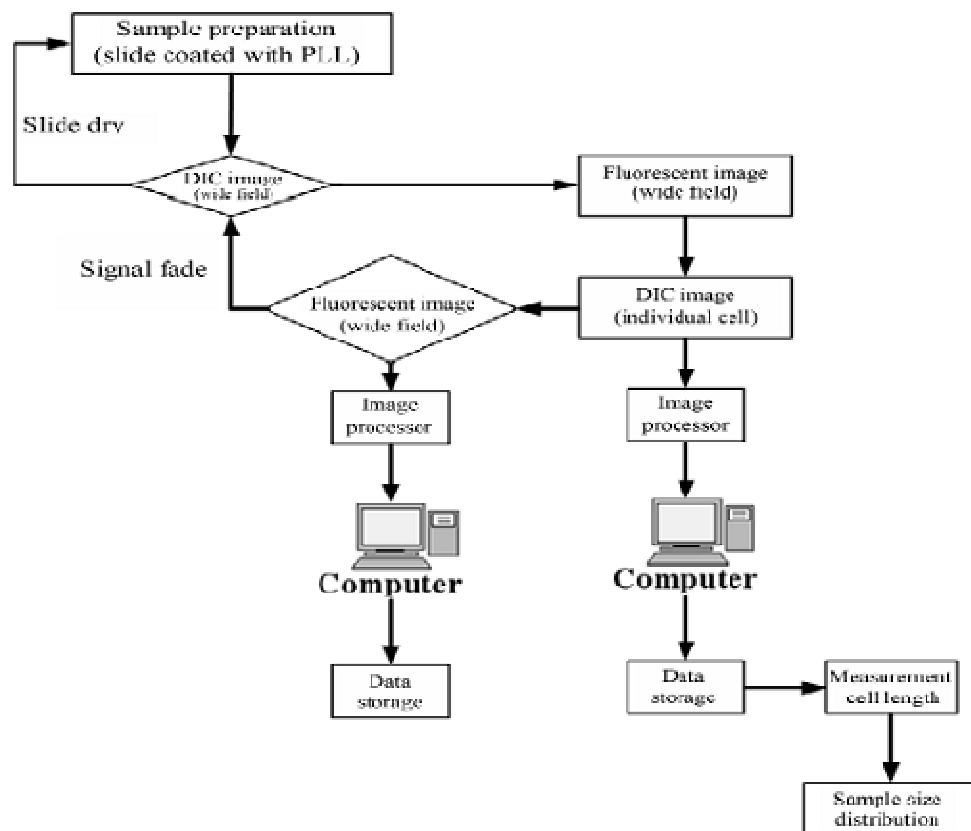 Sample preparation
(slide coated with PLL)
Slide dry
DIC image
(wide field)
Fluorescent image
(wide field)
Signal fade
Fluorescent image
(wide field)
DIC image
(individual cell)
Image
processor
Image
processor
Computer
Computer
Data
storage
Data
storage
Measurement
cell length
Sample size
distribution